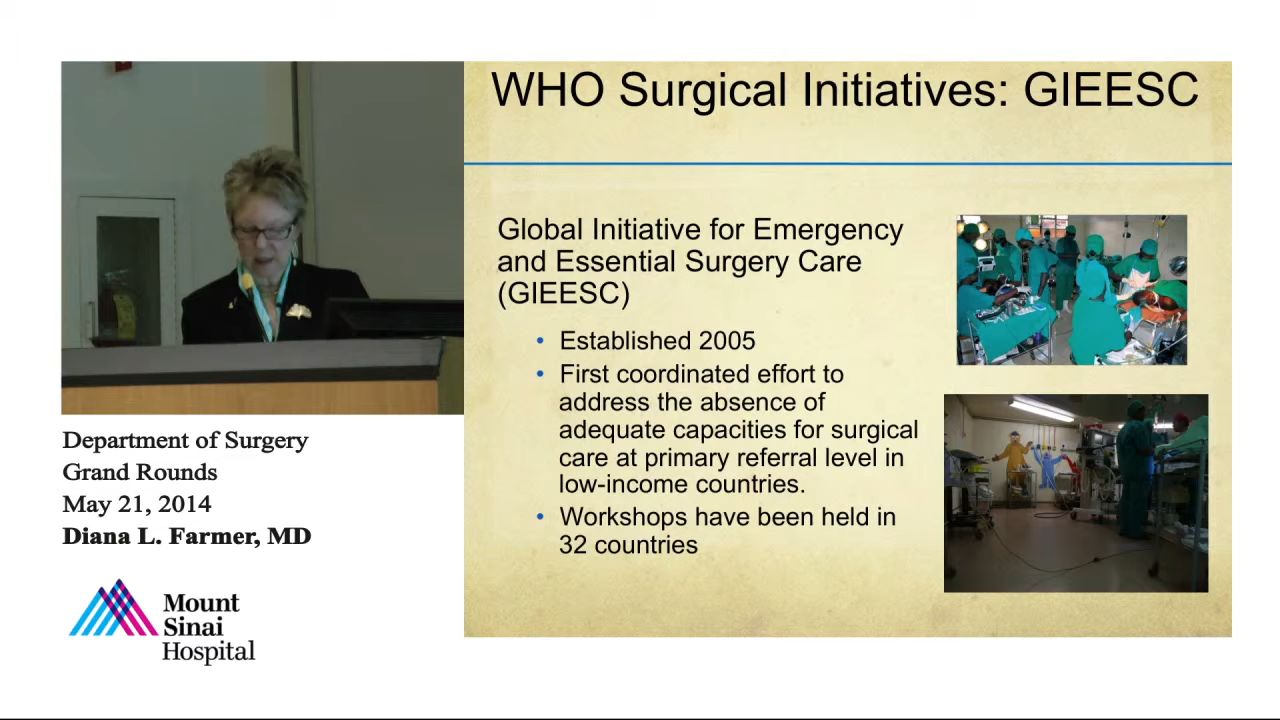 WHO Surgical Initiatives: GIEESC
Global Initiative for Emergency
and Essential Surgery Care
(GIEESC)
• Established 2005
• First coordinated effort to
address the absence of
adequate capacities for surgical
care at primary referral level in
low-income countries.
• Workshops have been held in
32 countries
Department of Surgery
Grand Rounds
May 21, 2014
Diana L. Farmer, MD
Mount
Sinai
Hospital